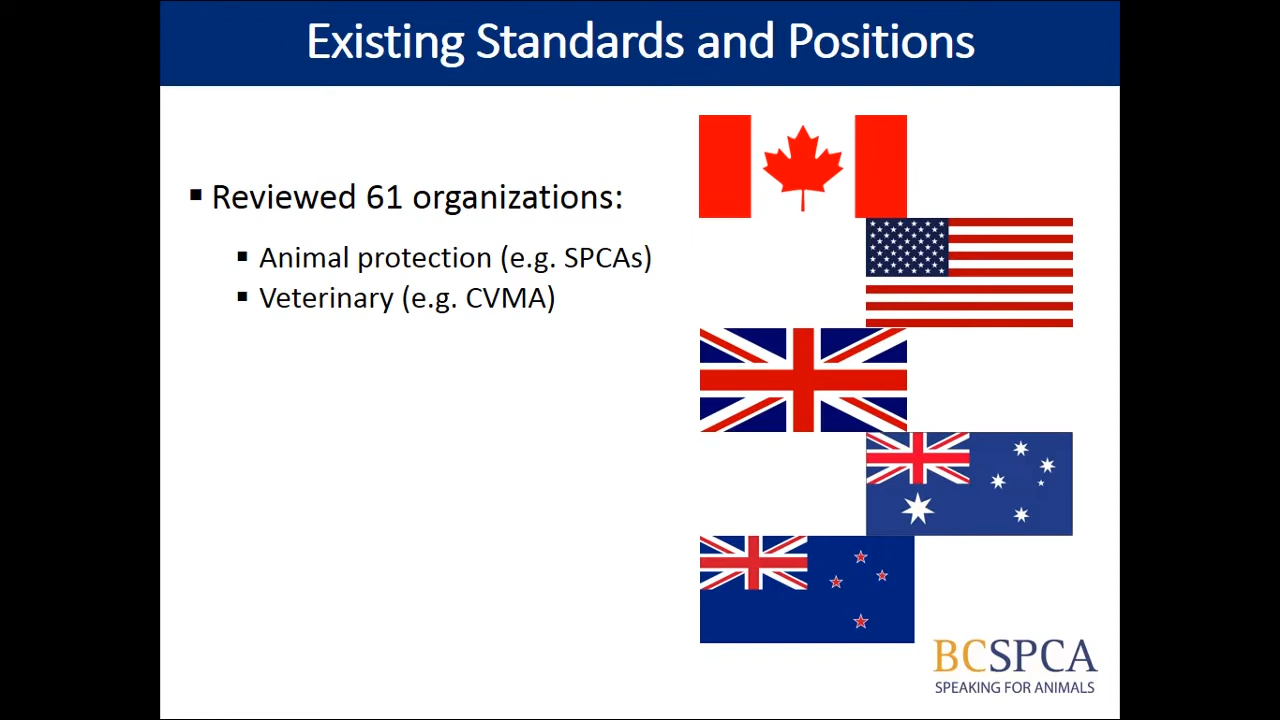 Existing Standards and Positions
▪ Reviewed 61 organizations:
▪ Animal protection (e.g. SPCAs)
▪ Veterinary (e.g. CVMA)
BCSPCA
SPEAKING FOR ANIMALS